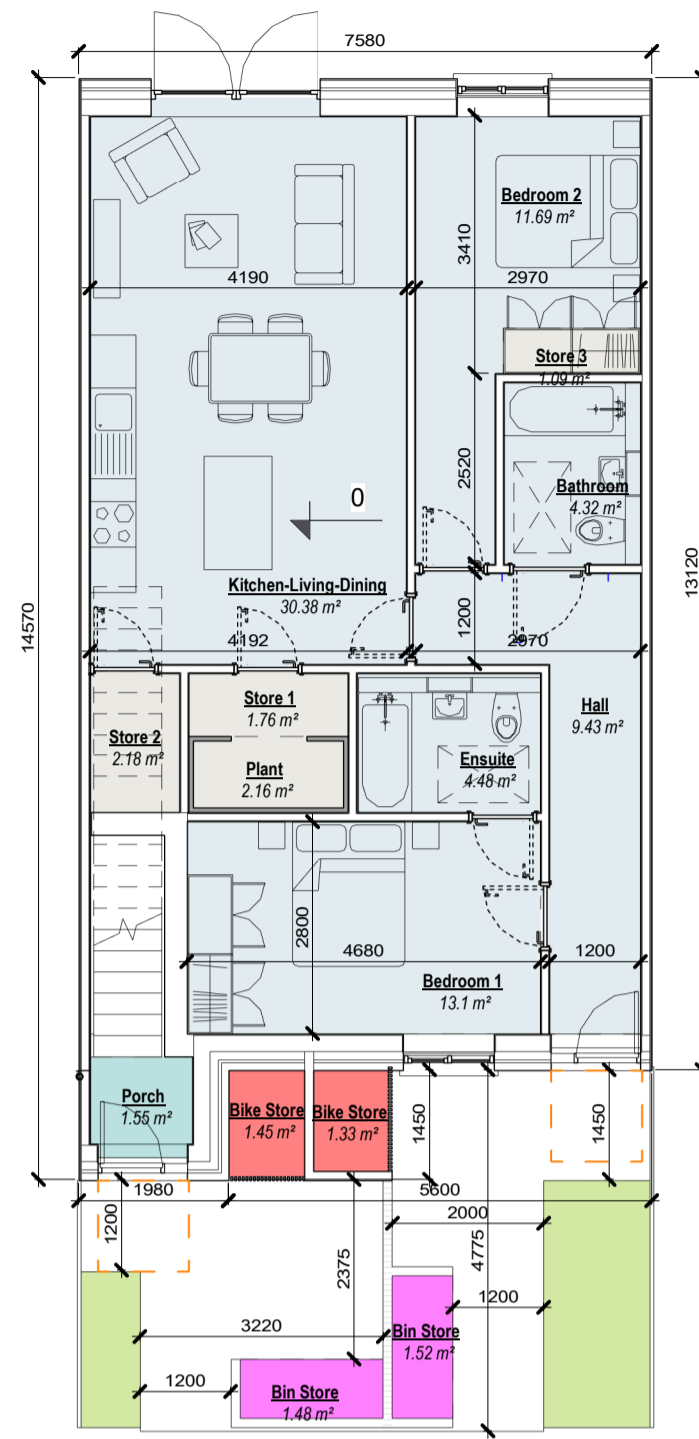 7580
Bedroom 2
11.69 m²
3410
4190
2970
Store 3
1.09 m²
2520
Bathroom
4.32 m²
0
13120
14570
Kitchen-Living-Dining
30.38 m²
1200
4192
2970
Store 1
1.76 m²
Hall
9.43 m²
Store 2
2.18 m²
Plant
2.16 m²
Ensuite
4.48 m²
2800
4680
1200
Bedroom 1
13.1 m²
Porch
1.55 m²
Bike Store
1.45 m²
Bike Store
1.33 m²
1450
1450
1980
5600
1200
2000
2375
4775
1200
3220
Bin Store
1.52 m²
1200
Bin Store
1.48 m²